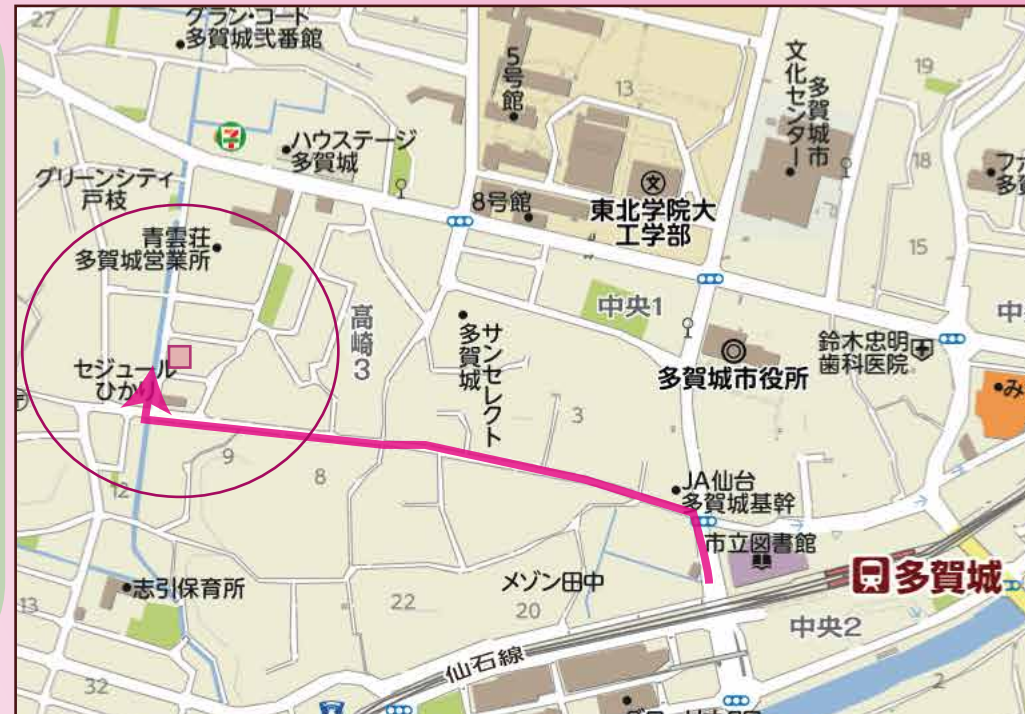 27
グラン・コート
多賀城弐番館
5号館
13
文化センター
多賀城市
19
18
ハウステージ
多賀城
グリーンシティ
戸枝
8号館
東北学院大
工学部
15
青雲荘
多賀城営業所
高崎3
中央1
サンセレクト
多賀城
多賀城市役所
鈴木忠明
歯科医院
セジュール
ひかり
み
3
9
8
12
JA仙台
多賀城基幹
市立図書館
多賀城
志引保育所
メゾン田中
22
20
13
中央2
仙石線
32
2